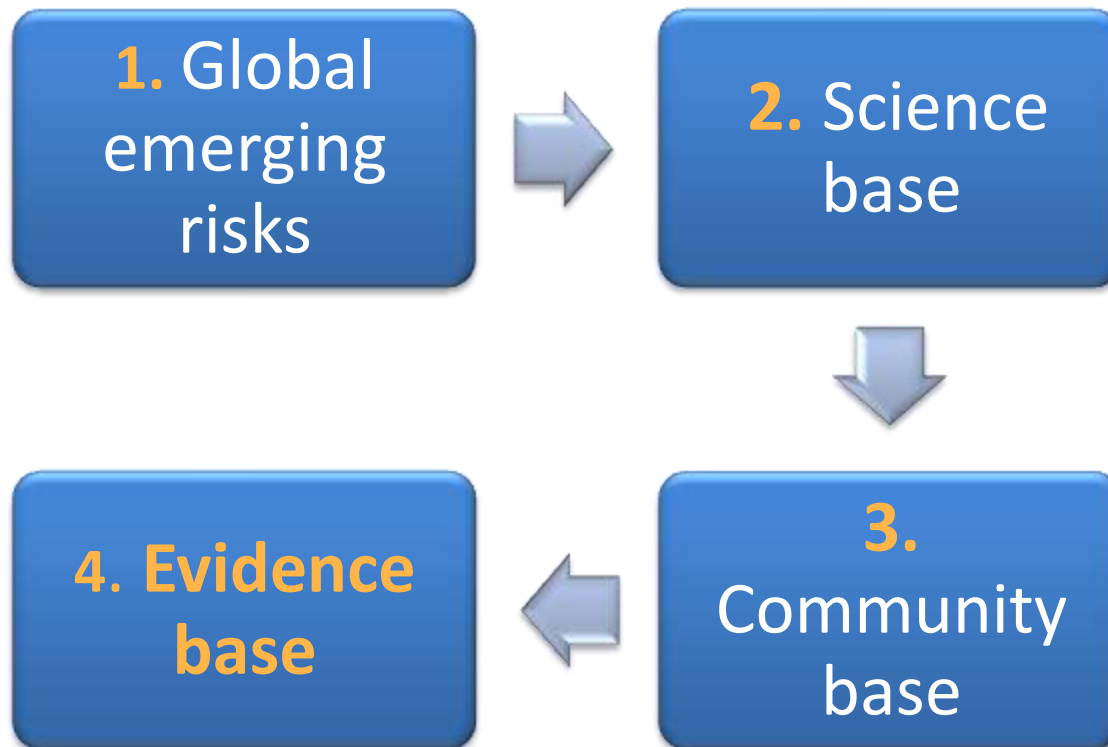 1. Global
emerging
risks
2. Science
base
3.
Community
base
4. Evidence
base